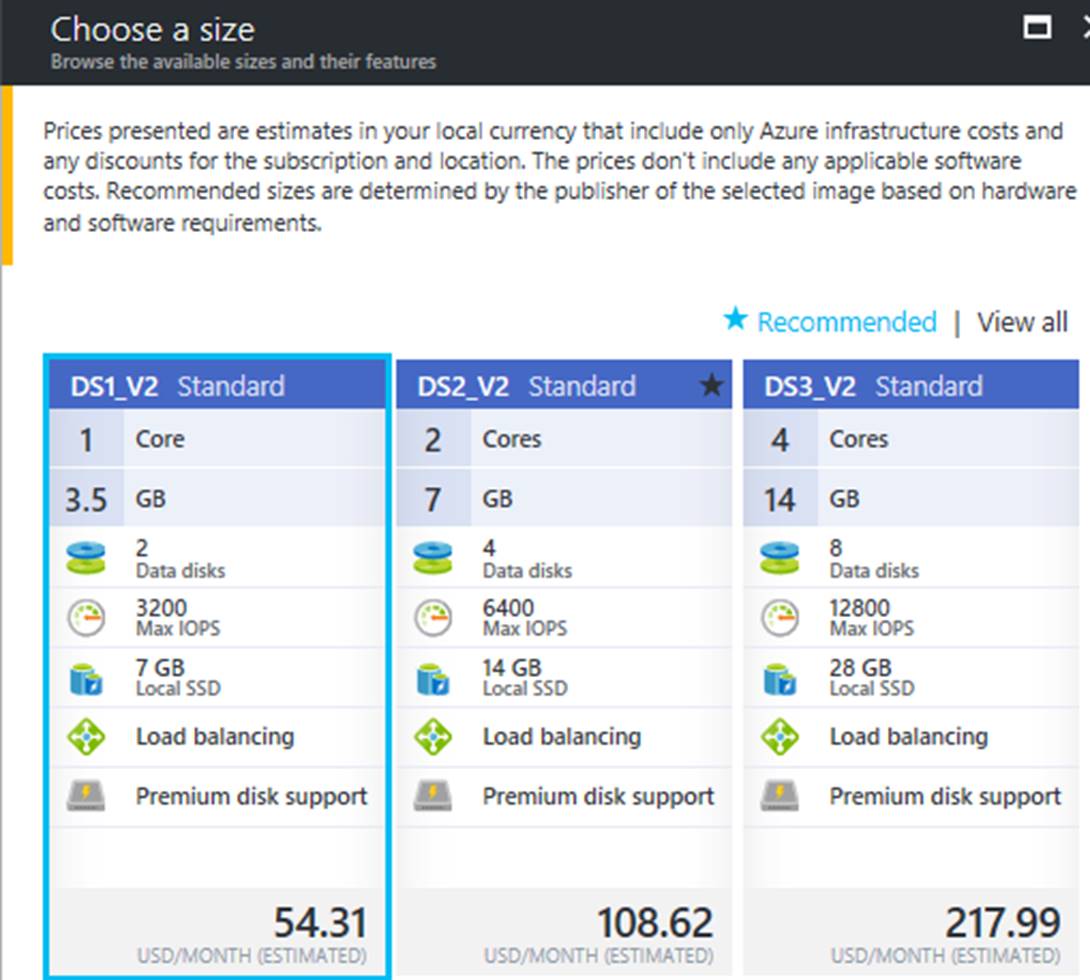 Choose a size
Browse the available sizes and their features
Prices presented are estimates in your local currency that include only Azure infrastructure costs and
any discounts for the subscription and location. The prices don't include any applicable software
costs. Recommended sizes are determined by the publisher of the selected image based on hardware
and software requirements.
★ Recommended | View all
DS1_V2 Standard
1 Core
3.5 GB
2
Data disks
3200
Max IOPS
7 GB
Local SSD
Load balancing
Premium disk support
54.31
USD/MONTH (ESTIMATED)
DS2_V2 Standard ★
2 Cores
7 GB
4
Data disks
6400
Max IOPS
14 GB
Local SSD
Load balancing
Premium disk support
108.62
USD/MONTH (ESTIMATED)
DS3_V2 Standard
4 Cores
14 GB
8
Data disks
12800
Max IOPS
28 GB
Local SSD
Load balancing
Premium disk support
217.99
USD/MONTH (ESTIMATED)